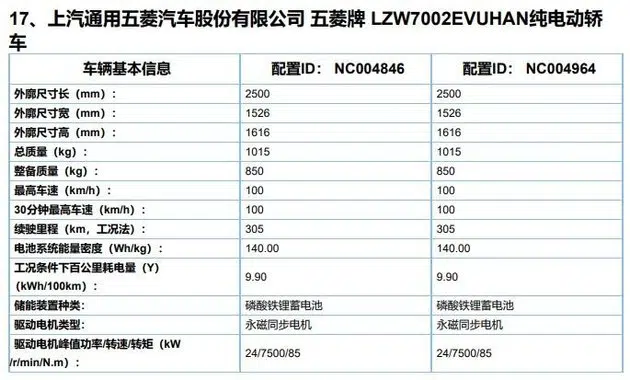 17、上汽通用五菱汽车股份有限公司 五菱牌 LZW7002EVUHAN纯电动轿
车
车辆基本信息 配置ID： NC004846 配置ID： NC004964
外廓尺寸长（mm）： 2500 2500
外廓尺寸宽（mm）： 1526 1526
外廓尺寸高（mm）： 1616 1616
总质量（kg）： 1015 1015
整备质量（kg）： 850 850
最高车速（km/h）： 100 100
30分钟最高车速（km/h）： 100 100
续驶里程（km，工况法）： 305 305
电池系统能量密度（Wh/kg）： 140.00 140.00
工况条件下百公里耗电量（Y）
（kWh/100km）： 9.90 9.90
储能装置种类： 磷酸铁锂蓄电池 磷酸铁锂蓄电池
驱动电机类型： 永磁同步电机 永磁同步电机
驱动电机峰值功率/转速/转矩（kW
/r/min/N.m）： 24/7500/85 24/7500/85